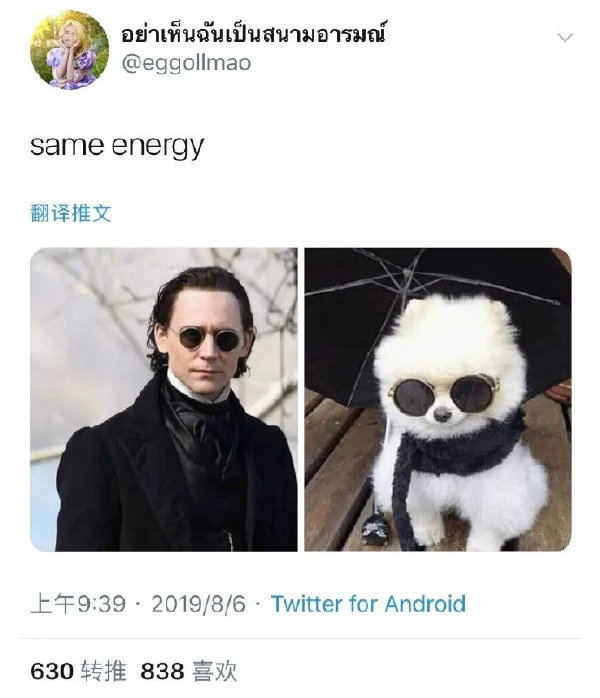 อย่าเห็นฉันเป็นสนามอารมณ์
@eggollmao
same energy
翻译推文
上午9:39 · 2019/8/6 · Twitter for Android
630 转推 838 喜欢